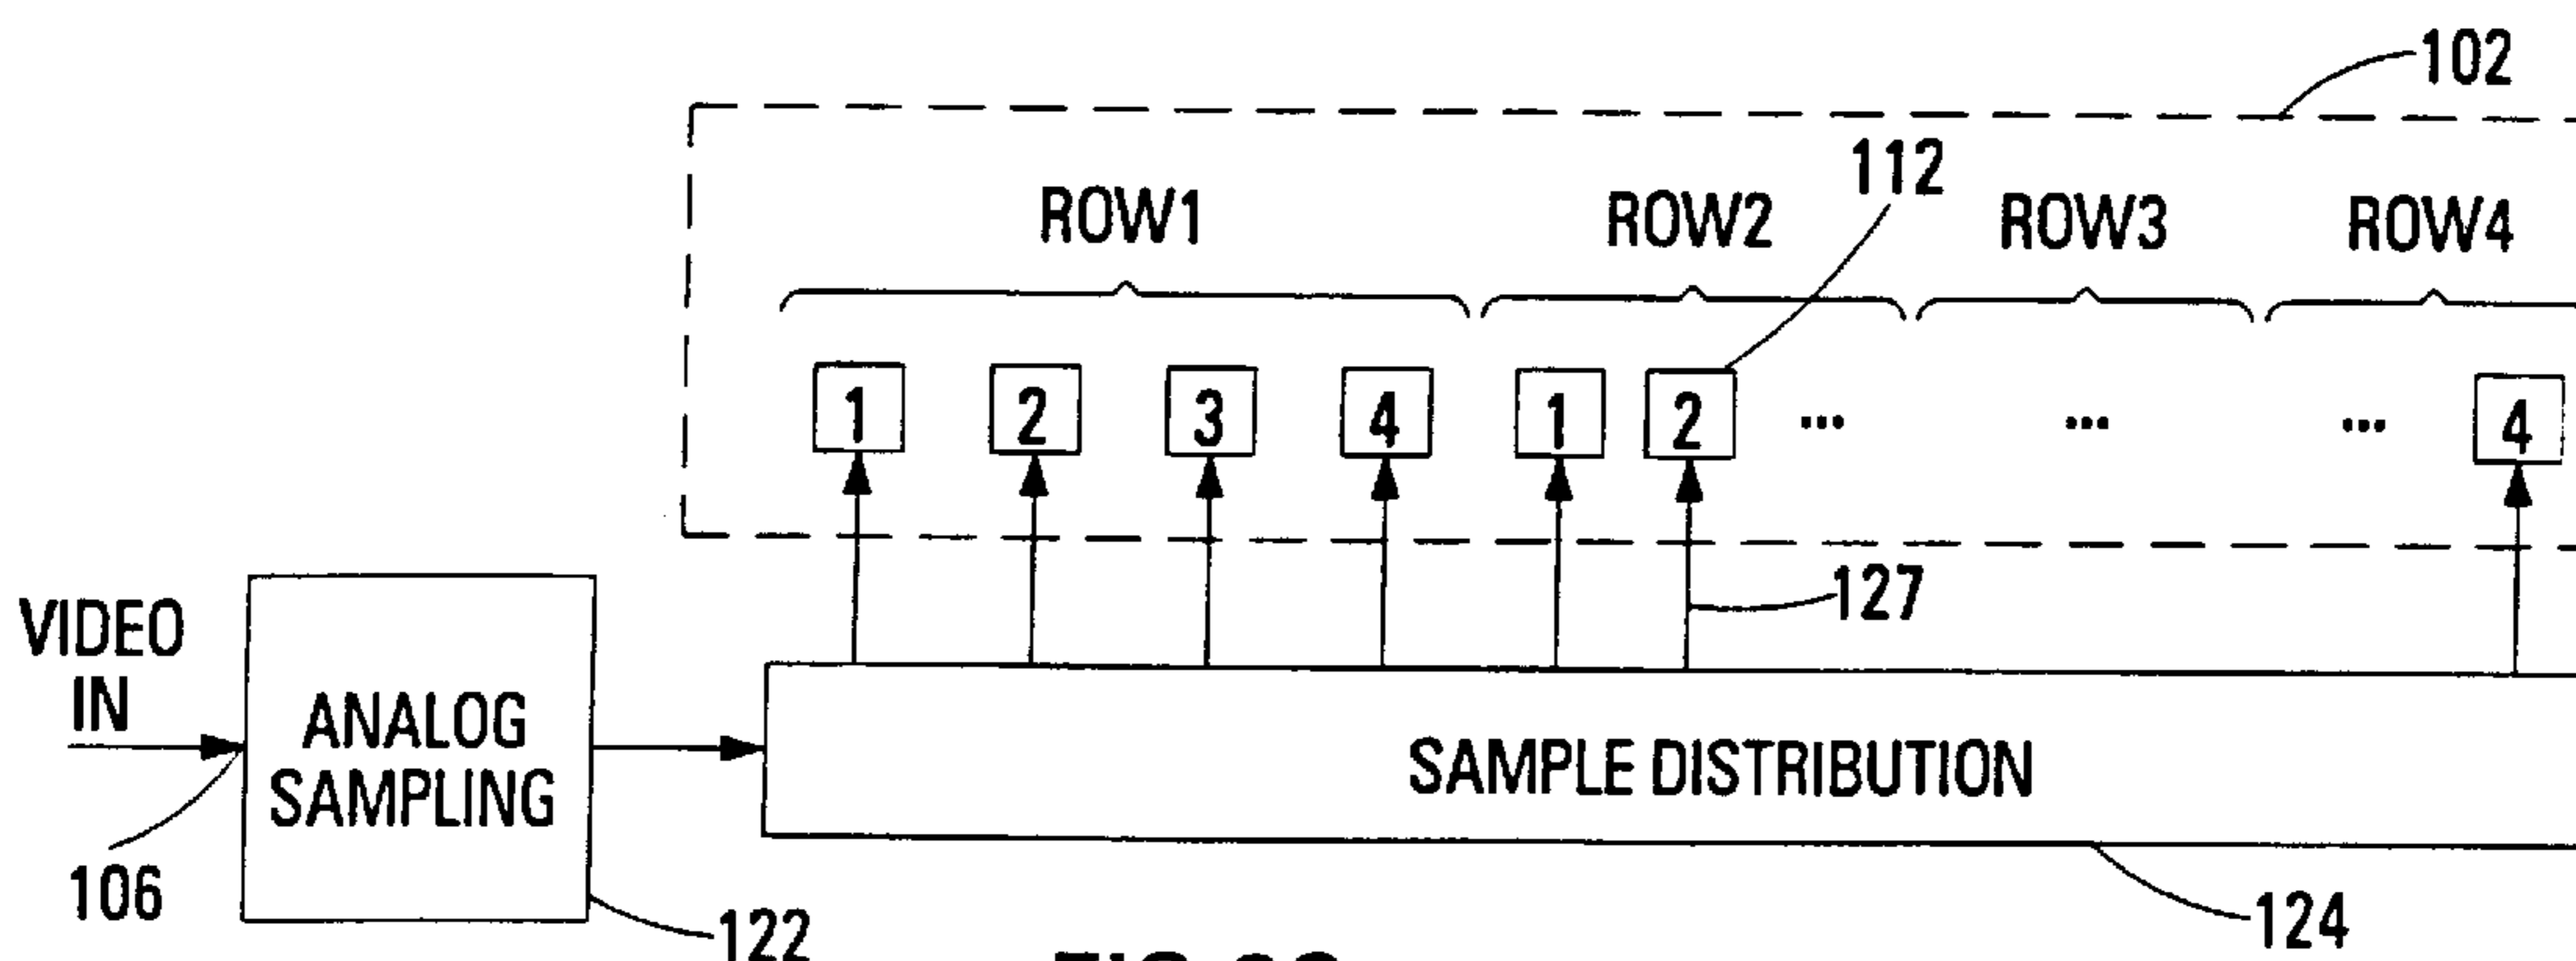 102
112
ROW1 ROW2 ROW3 ROW4
1 2 3 4 1 2 ... ... ... 4
127
VIDEO
IN
ANALOG
SAMPLING
SAMPLE DISTRIBUTION
106
122
124